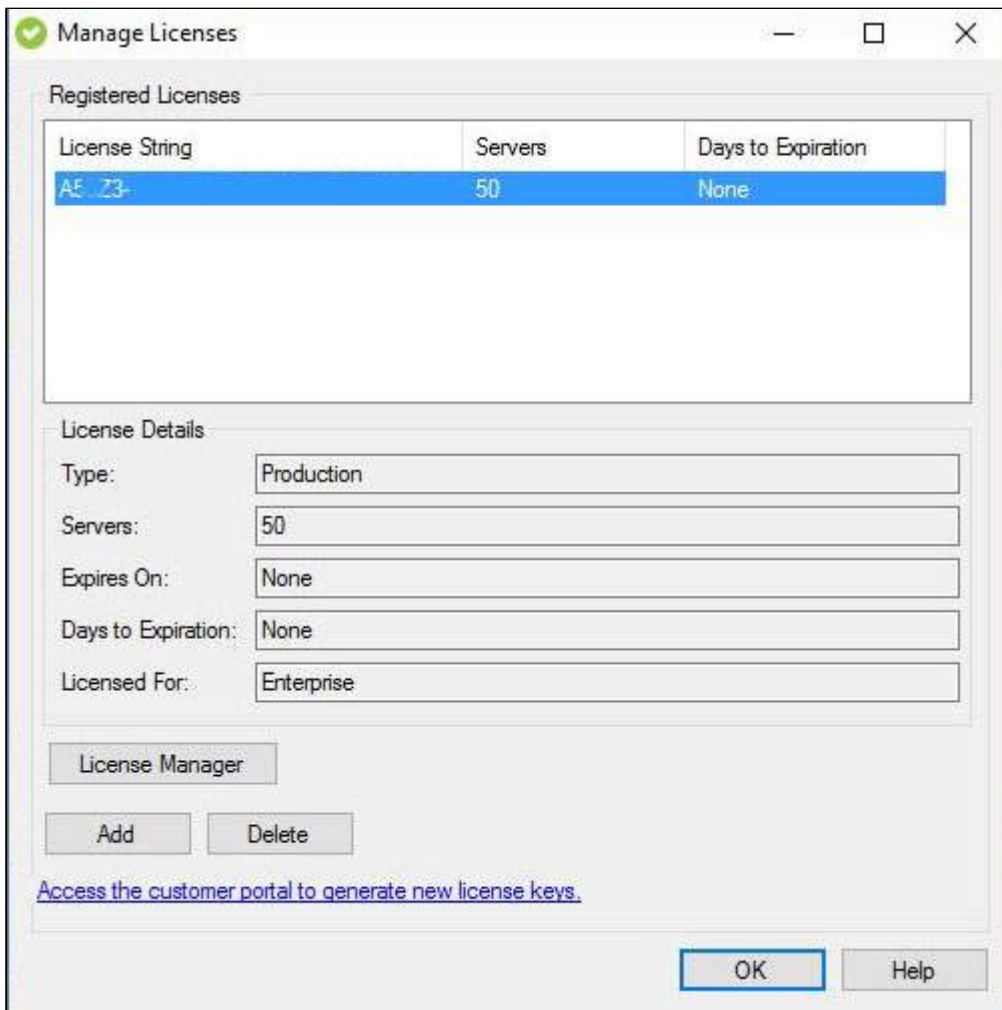 Manage Licenses
Registered Licenses
License String Servers Days to Expiration
50 None
License Details
Type: Production
Servers: 50
Expires On: None
Days to Expiration: None
Licensed For: Enterprise
License Manager
Add Delete
Access the customer portal to generate new license keys.
OK Help